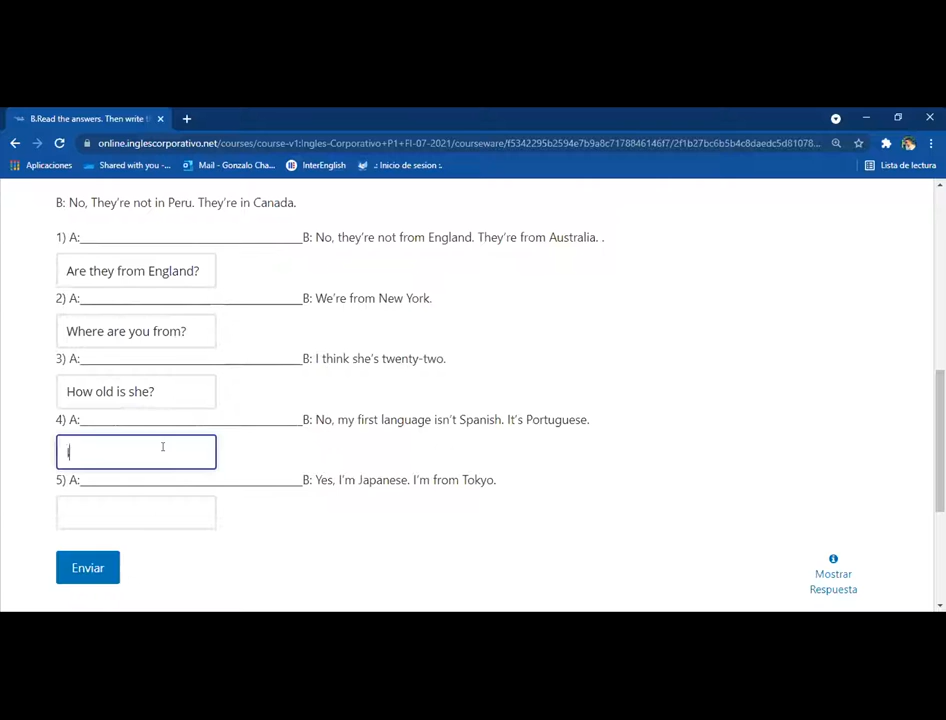 B.Read the answers. Then write t
online.inglescorporativo.net/courses/course-v1:Ingles-Corporativo+P1+FI-07-2021/courseware/f5342295b2594e7b9a8c7178846146f7/2f1b27bc6b5b4c8daedc5d81078...
Aplicaciones Shared with you -... Mail - Gonzalo Cha... InterEnglish .: Inicio de sesion :. Lista de lectura
B: No, They're not in Peru. They're in Canada.
1) A:________________________________B: No, they're not from England. They're from Australia. .
Are they from England?
2) A:________________________________B: We're from New York.
Where are you from?
3) A:________________________________B: I think she's twenty-two.
How old is she?
4) A:________________________________B: No, my first language isn't Spanish. It's Portuguese.
I
5) A:________________________________B: Yes, I'm Japanese. I'm from Tokyo.
Enviar
Mostrar
Respuesta